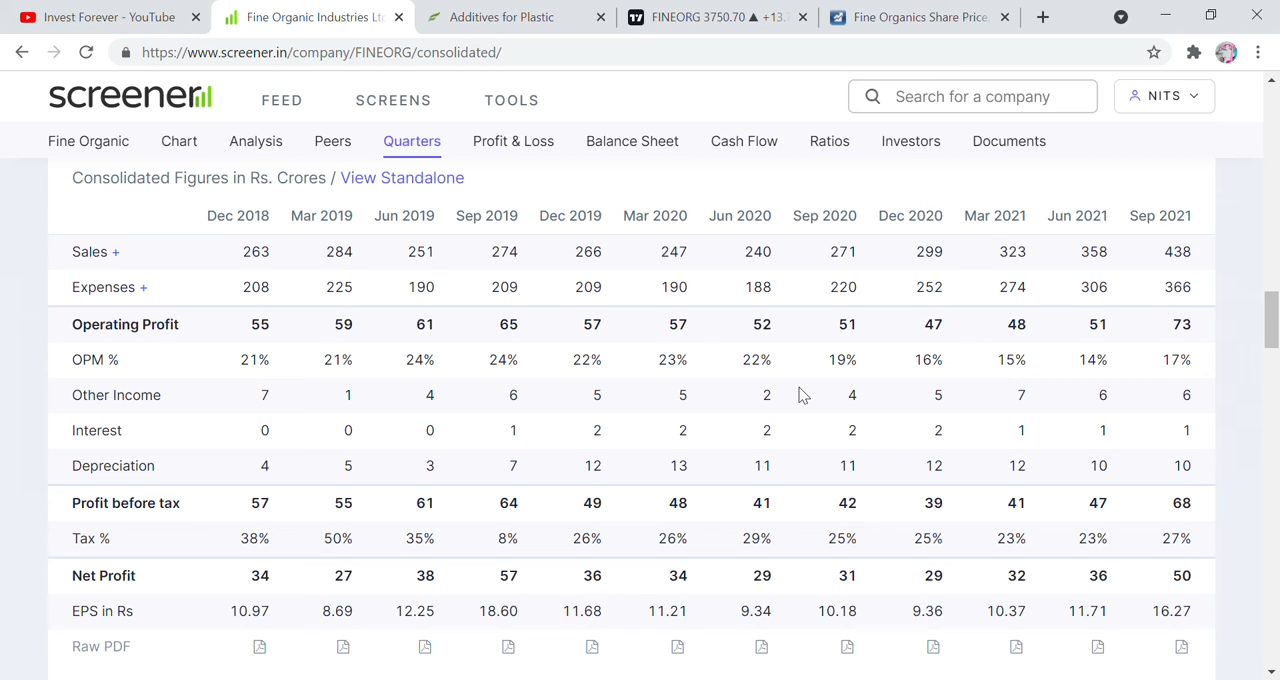 Invest Forever - YouTube
Fine Organic Industries Ltd
Additives for Plastic
FINEORG 3750.70 ▲ +13.
Fine Organics Share Price,
https://www.screener.in/company/FINEORG/consolidated/
screener
FEED SCREENS TOOLS
Search for a company
NITS
Fine Organic Chart Analysis Peers Quarters Profit & Loss Balance Sheet Cash Flow Ratios Investors Documents
Consolidated Figures in Rs. Crores / View Standalone
Dec 2018 Mar 2019 Jun 2019 Sep 2019 Dec 2019 Mar 2020 Jun 2020 Sep 2020 Dec 2020 Mar 2021 Jun 2021 Sep 2021
Sales + 263 284 251 274 266 247 240 271 299 323 358 438
Expenses + 208 225 190 209 209 190 188 220 252 274 306 366
Operating Profit 55 59 61 65 57 57 52 51 47 48 51 73
OPM % 21% 21% 24% 24% 22% 23% 22% 19% 16% 15% 14% 17%
Other Income 7 1 4 6 5 5 2 4 5 7 6 6
Interest 0 0 0 1 2 2 2 2 2 1 1 1
Depreciation 4 5 3 7 12 13 11 11 12 12 10 10
Profit before tax 57 55 61 64 49 48 41 42 39 41 47 68
Tax % 38% 50% 35% 8% 26% 26% 29% 25% 25% 23% 23% 27%
Net Profit 34 27 38 57 36 34 29 31 29 32 36 50
EPS in Rs 10.97 8.69 12.25 18.60 11.68 11.21 9.34 10.18 9.36 10.37 11.71 16.27
Raw PDF